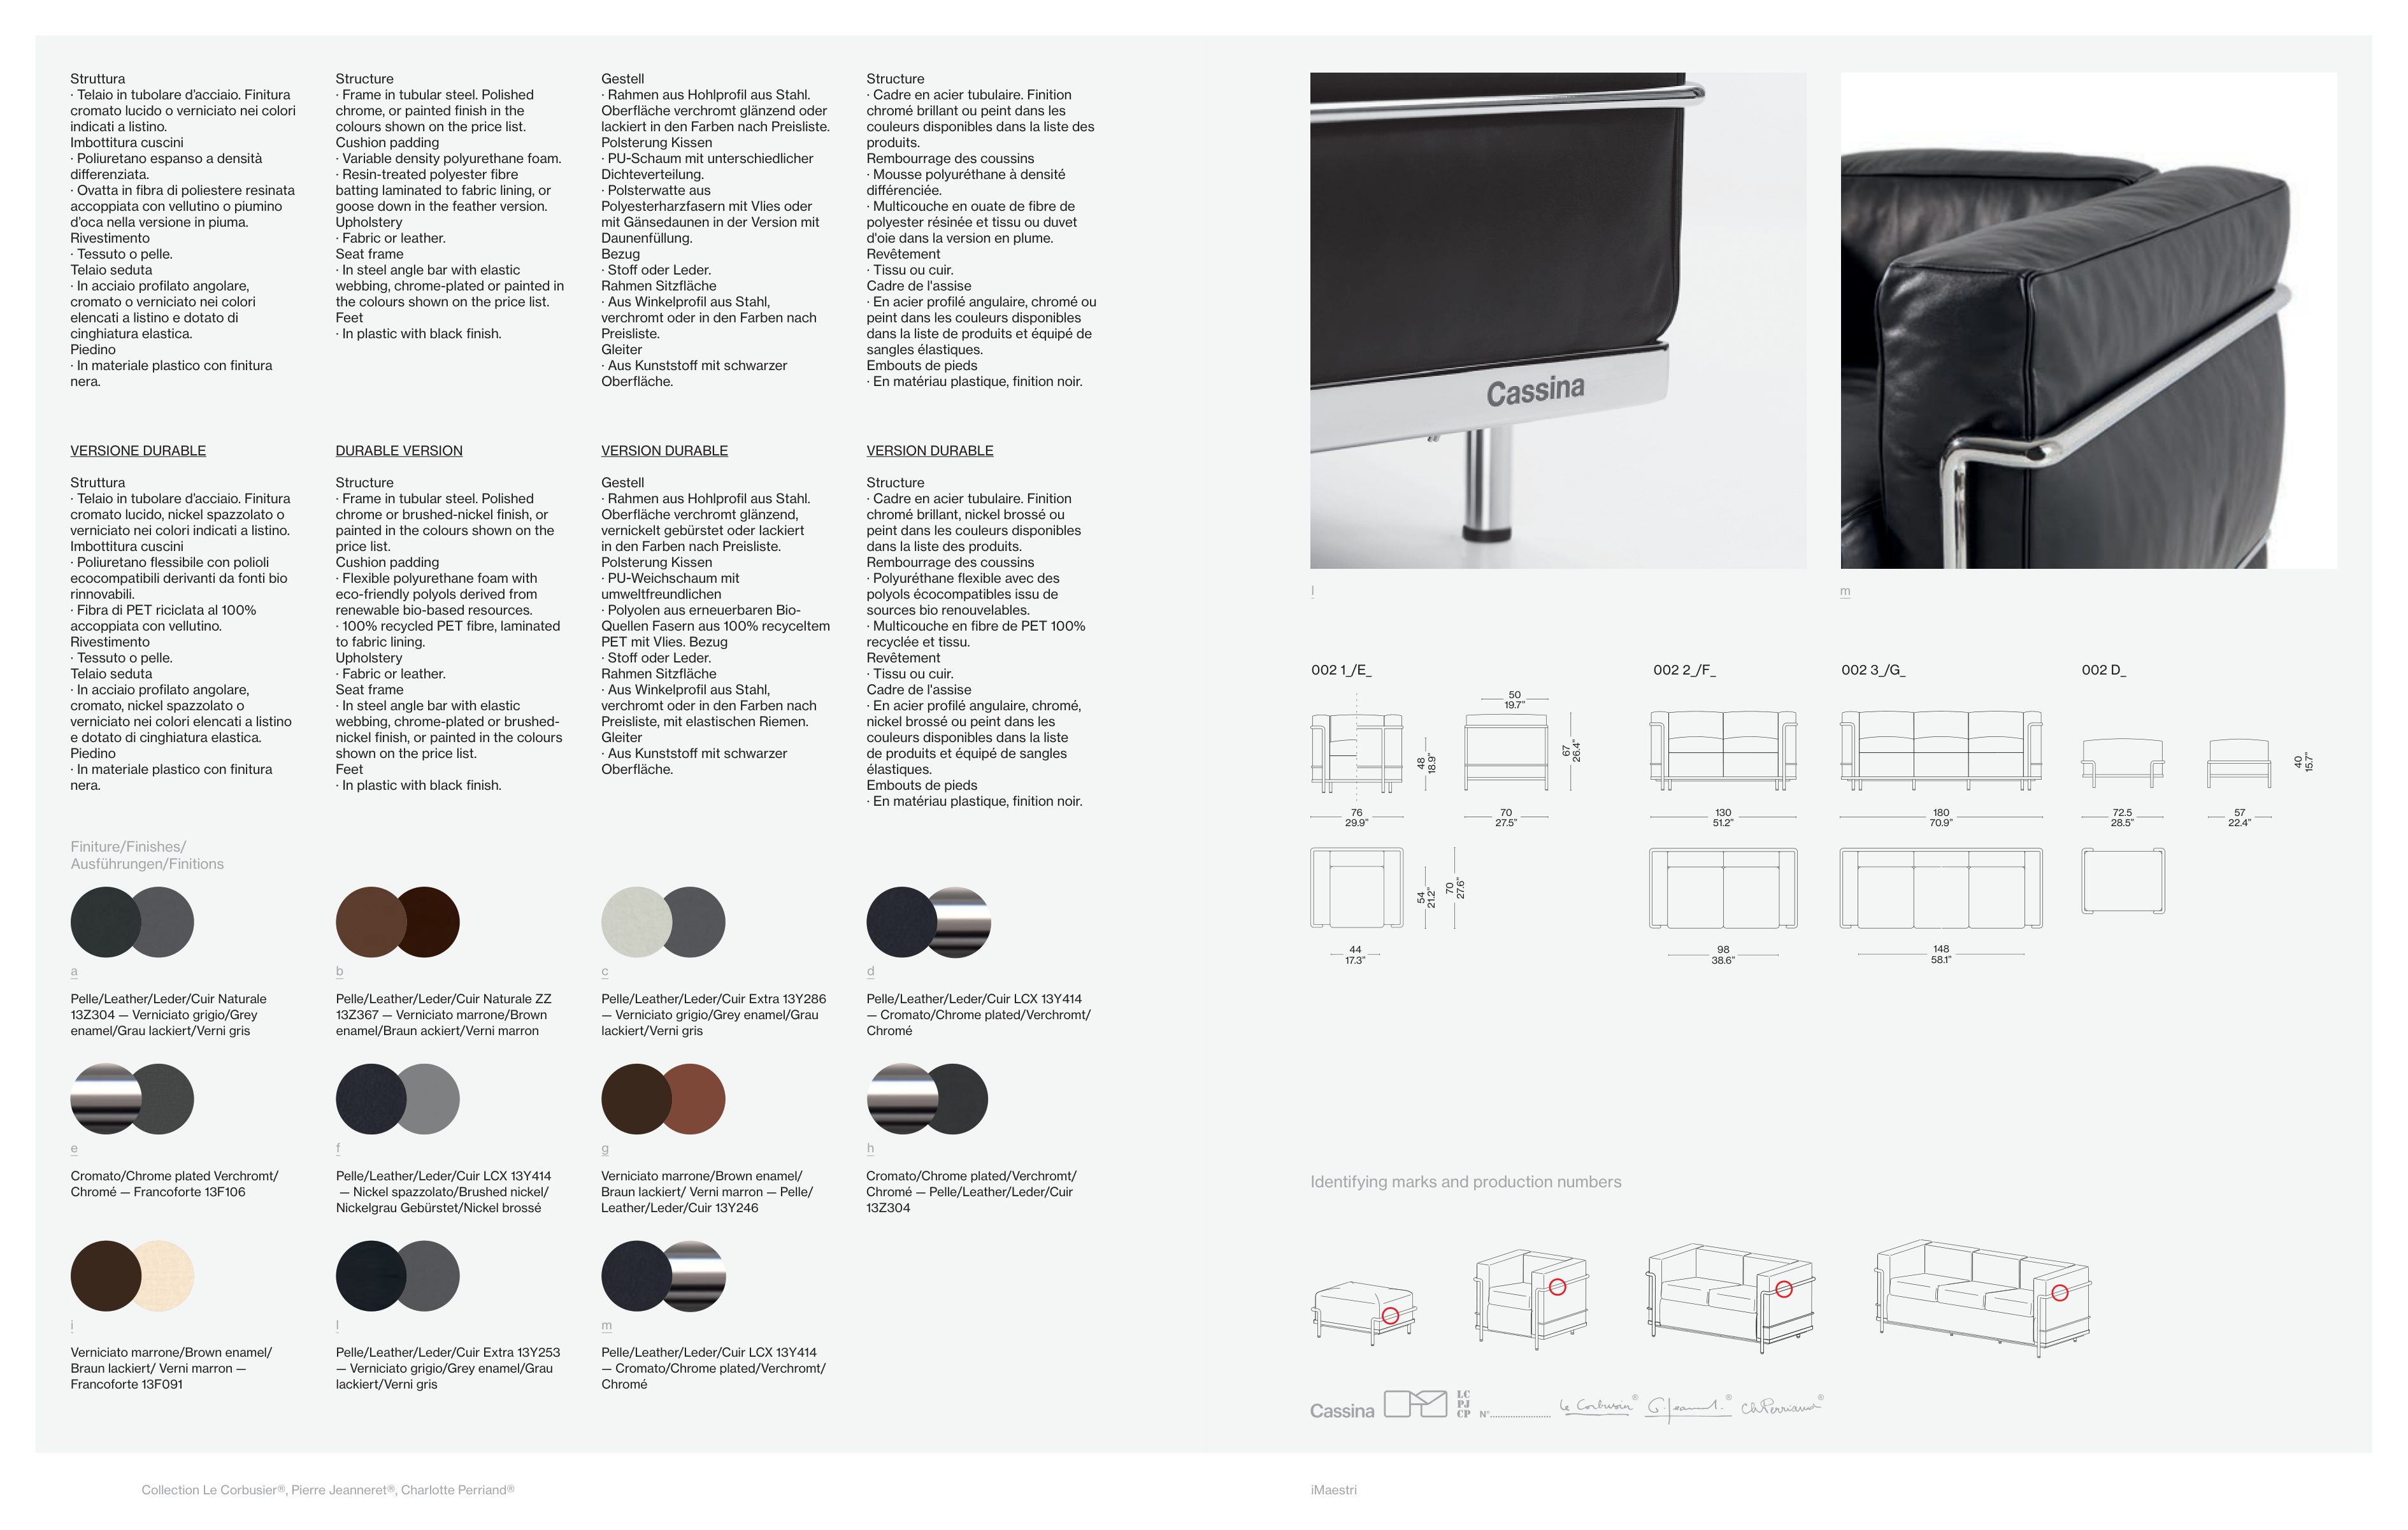 Struttura
· Telaio in tubolare d’acciaio. Finitura
cromato lucido o verniciato nei colori
indicati a listino.
Imbottitura cuscini
· Poliuretano espanso a densità
differenziata.
· Ovatta in fibra di poliestere resinata
accoppiata con vellutino o piumino
d’oca nella versione in piuma.
Rivestimento
· Tessuto o pelle.
Telaio seduta
· In acciaio profilato angolare,
cromato o verniciato nei colori
elencati a listino e dotato di
cinghiatura elastica.
Piedino
· In materiale plastico con finitura
nera.
Structure
· Frame in tubular steel. Polished
chrome, or painted finish in the
colours shown on the price list.
Cushion padding
· Variable density polyurethane foam.
· Resin-treated polyester fibre
batting laminated to fabric lining, or
goose down in the feather version.
Upholstery
· Fabric or leather.
Seat frame
· In steel angle bar with elastic
webbing, chrome-plated or painted in
the colours shown on the price list.
Feet
· In plastic with black finish.
Gestell
· Rahmen aus Hohlprofil aus Stahl.
Oberfläche verchromt glänzend oder
lackiert in den Farben nach Preisliste.
Polsterung Kissen
· PU-Schaum mit unterschiedlicher
Dichteverteilung.
· Polsterwatte aus
Polyesterharzfasern mit Vlies oder
mit Gänsedaunen in der Version mit
Daunenfüllung.
Bezug
· Stoff oder Leder.
Rahmen Sitzfläche
· Aus Winkelprofil aus Stahl,
verchromt oder in den Farben nach
Preisliste.
Gleiter
· Aus Kunststoff mit schwarzer
Oberfläche.
Structure
· Cadre en acier tubulaire. Finition
chromé brillant ou peint dans les
couleurs disponibles dans la liste des
produits.
Rembourrage des coussins
· Mousse polyuréthane à densité
différenciée.
· Multicouche en ouate de fibre de
polyester résinée et tissu ou duvet
d'oie dans la version en plume.
Revêtement
· Tissu ou cuir.
Cadre de l'assise
· En acier profilé angulaire, chromé ou
peint dans les couleurs disponibles
dans la liste de produits et équipé de
sangles élastiques.
Embouts de pieds
· En matériau plastique, finition noir.
VERSIONE DURABLE
Struttura
· Telaio in tubolare d’acciaio. Finitura
cromato lucido, nickel spazzolato o
verniciato nei colori indicati a listino.
Imbottitura cuscini
· Poliuretano flessibile con polioli
ecocompatibili derivanti da fonti bio
rinnovabili.
· Fibra di PET riciclata al 100%
accoppiata con vellutino.
Rivestimento
· Tessuto o pelle.
Telaio seduta
· In acciaio profilato angolare,
cromato, nickel spazzolato o
verniciato nei colori elencati a listino
e dotato di cinghiatura elastica.
Piedino
· In materiale plastico con finitura
nera.
DURABLE VERSION
Structure
· Frame in tubular steel. Polished
chrome or brushed-nickel finish, or
painted in the colours shown on the
price list.
Cushion padding
· Flexible polyurethane foam with
eco-friendly polyols derived from
renewable bio-based resources.
· 100% recycled PET fibre, laminated
to fabric lining.
Upholstery
· Fabric or leather.
Seat frame
· In steel angle bar with elastic
webbing, chrome-plated or brushed-
nickel finish, or painted in the colours
shown on the price list.
Feet
· In plastic with black finish.
VERSION DURABLE
Gestell
· Rahmen aus Hohlprofil aus Stahl.
Oberfläche verchromt glänzend,
vernickelt gebürstet oder lackiert
in den Farben nach Preisliste.
Polsterung Kissen
· PU-Weichschaum mit
umweltfreundlichen
· Polyolen aus erneuerbaren Bio-
Quellen Fasern aus 100% recyceltem
PET mit Vlies. Bezug
· Stoff oder Leder.
Rahmen Sitzfläche
· Aus Winkelprofil aus Stahl,
verchromt oder in den Farben nach
Preisliste, mit elastischen Riemen.
Gleiter
· Aus Kunststoff mit schwarzer
Oberfläche.
VERSION DURABLE
Structure
· Cadre en acier tubulaire. Finition
chromé brillant, nickel brossé ou
peint dans les couleurs disponibles
dans la liste des produits.
Rembourrage des coussins
· Polyuréthane flexible avec des
polyols écocompatibles issu de
sources bio renouvelables.
· Multicouche en fibre de PET 100%
recyclée et tissu.
Revêtement
· Tissu ou cuir.
Cadre de l'assise
· En acier profilé angulaire, chromé,
nickel brossé ou peint dans les
couleurs disponibles dans la liste
de produits et équipé de sangles
élastiques.
Embouts de pieds
· En matériau plastique, finition noir.
Finiture/Finishes/
Ausführungen/Finitions
a
Pelle/Leather/Leder/Cuir Naturale
13Z304 — Verniciato grigio/Grey
enamel/Grau lackiert/Verni gris
b
Pelle/Leather/Leder/Cuir Naturale ZZ
13Z367 — Verniciato marrone/Brown
enamel/Braun ackiert/Verni marron
c
Pelle/Leather/Leder/Cuir Extra 13Y286
— Verniciato grigio/Grey enamel/Grau
lackiert/Verni gris
d
Pelle/Leather/Leder/Cuir LCX 13Y414
— Cromato/Chrome plated/Verchromt/
Chromé
e
Cromato/Chrome plated Verchromt/
Chromé — Francoforte 13F106
f
Pelle/Leather/Leder/Cuir LCX 13Y414
— Nickel spazzolato/Brushed nickel/
Nickelgrau Gebürstet/Nickel brossé
g
Verniciato marrone/Brown enamel/
Braun lackiert/ Verni marron — Pelle/
Leather/Leder/Cuir 13Y246
h
Cromato/Chrome plated/Verchromt/
Chromé — Pelle/Leather/Leder/Cuir
13Z304
i
Verniciato marrone/Brown enamel/
Braun lackiert/ Verni marron —
Francoforte 13F091
l
Pelle/Leather/Leder/Cuir Extra 13Y253
— Verniciato grigio/Grey enamel/Grau
lackiert/Verni gris
m
Pelle/Leather/Leder/Cuir LCX 13Y414
— Cromato/Chrome plated/Verchromt/
Chromé
Collection Le Corbusier®, Pierre Jeanneret®, Charlotte Perriand®
Cassina
l
m
002 1_/E_
48
18.9"
76
29.9"
50
19.7"
67
26.4"
70
27.5"
54
21.2"
70
27.6"
44
17.3"
002 2_/F_
130
51.2"
98
38.6"
002 3_/G_
180
70.9"
148
58.1"
002 D_
72.5
28.5"
57
22.4"
40
15.7"
Identifying marks and production numbers
Cassina
LC
PJ
CP
N°
Le Corbusier®
P. Jeanneret.®
Ch Perriand®
iMaestri